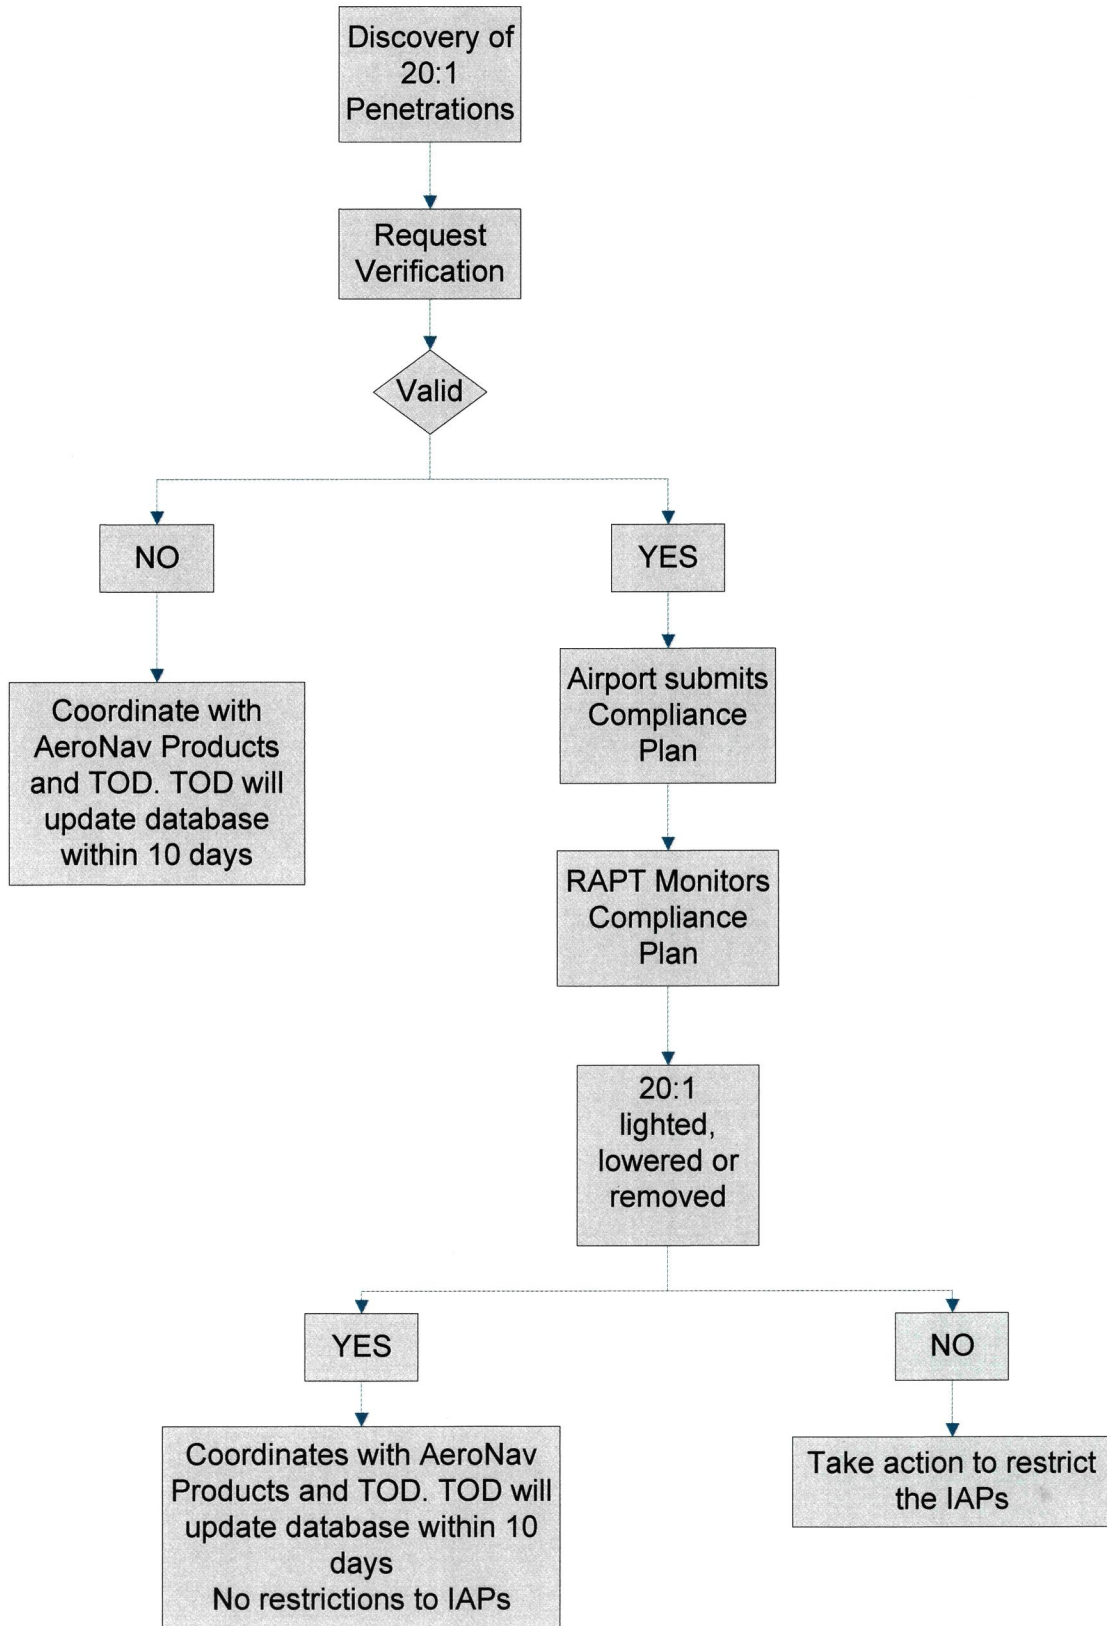 Discovery of
20:1
Penetrations
Request
Verification
Valid
NO
YES
Coordinate with
AeroNav Products
and TOD. TOD will
update database
within 10 days
Airport submits
Compliance
Plan
RAPT Monitors
Compliance
Plan
20:1
lighted,
lowered or
removed
YES
NO
Coordinates with AeroNav
Products and TOD. TOD will
update database within 10
days
No restrictions to IAPs
Take action to restrict
the IAPs